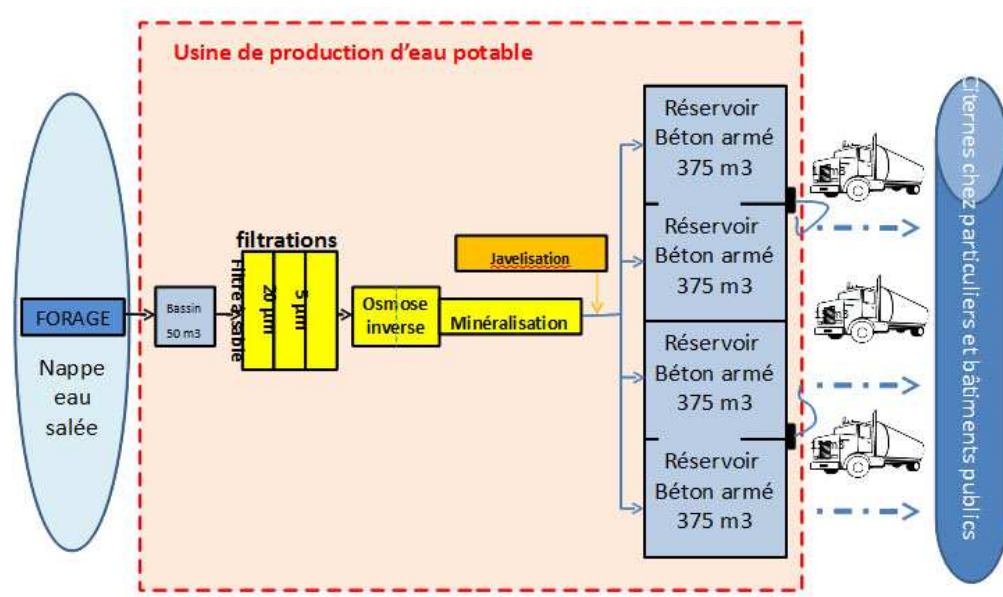 Usine de production d'eau potable
FORAGE
Nappe
eau
salée
Bassin
50 m3
filtrations
Filtre à sable
20 µm
5 µm
Osmose
inverse
Minéralisation
Javelisation
Réservoir
Béton armé
375 m3
Réservoir
Béton armé
375 m3
Réservoir
Béton armé
375 m3
Réservoir
Béton armé
375 m3
Citernes chez particuliers et bâtiments publics